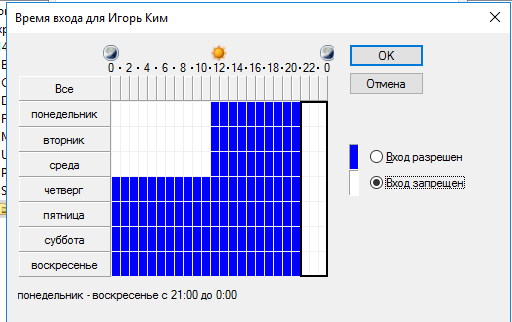 Время входа для Игорь Ким
0 · 2 · 4 · 6 · 8 · 10 · 12 · 14 · 16 · 18 · 20 · 22 · 0
OK
Отмена
Все
понедельник
вторник
среда
четверг
пятница
суббота
воскресенье
Вход разрешен
Вход запрещен
понедельник - воскресенье с 21:00 до 0:00